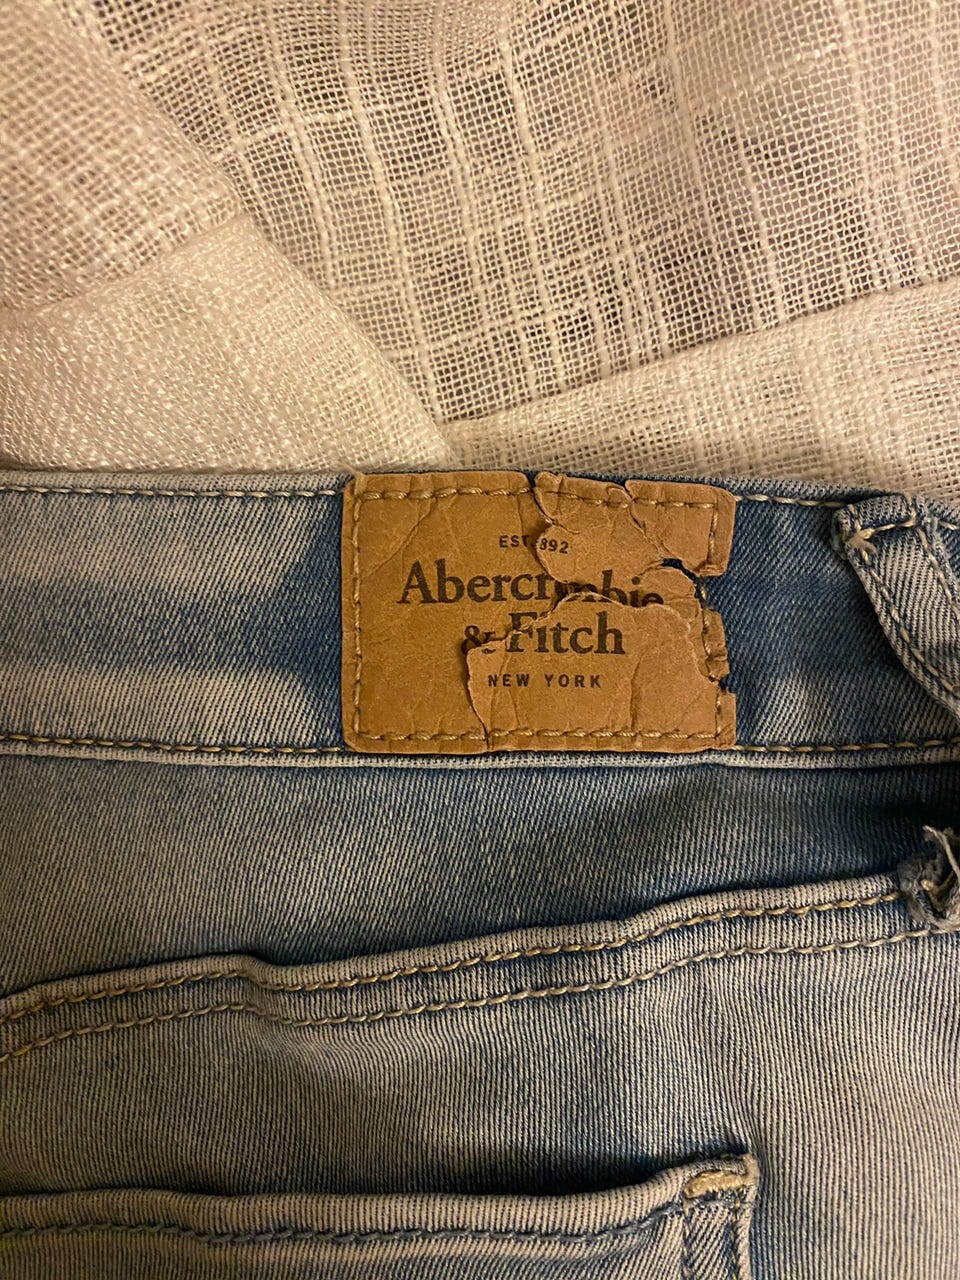 EST 892
Abercrombie
& Fitch
NEW YORK